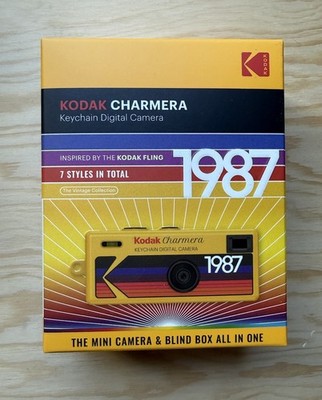 Kodak
KODAK CHARMERA
Keychain Digital Camera
INSPIRED BY THE KODAK FLING
1987
7 STYLES IN TOTAL
The Vintage Collection
Kodak Charmera
KEYCHAIN DIGITAL CAMERA
1987
THE MINI CAMERA & BLIND BOX ALL IN ONE